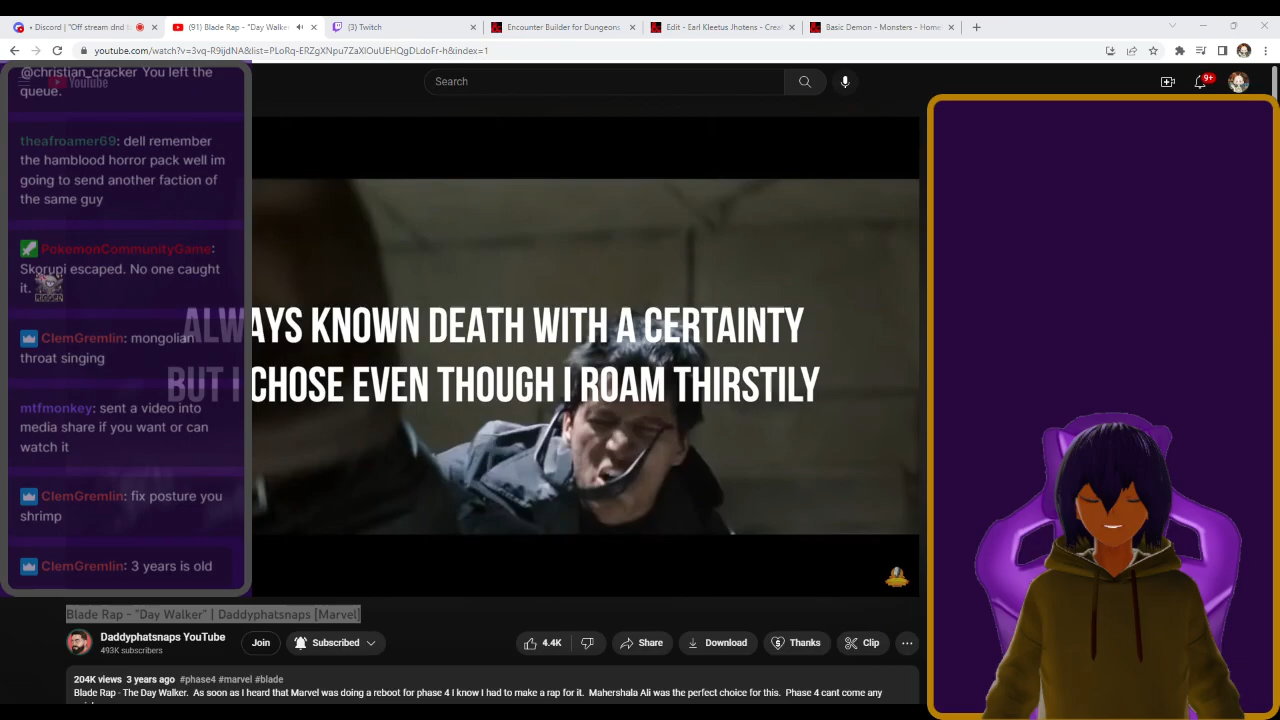 Discord | "Off stream dnd t
(91) Blade Rap - "Day Walker
(3) Twitch
Encounter Builder for Dungeons
Edit - Earl Kleetus Jhotens - Crea
Basic Demon - Monsters - Home
youtube.com/watch?v=3vq-R9ijdNA&list=PLoRq-ERZgXNpu7ZaXlOuUEHQgDLdoFr-h&index=1
YouTube
Search
9+
@christian_cracker You left the
queue.
theafroamer69: dell remember
the hamblood horror pack well im
going to send another faction of
the same guy
PokemonCommunityGame:
Skorupi escaped. No one caught
it.
ClemGremlin: mongolian
throat singing
mtfmonkey: sent a video into
media share if you want or can
watch it
ClemGremlin: fix posture you
shrimp
ClemGremlin: 3 years is old
ALWAYS KNOWN DEATH WITH A CERTAINTY
BUT I CHOSE EVEN THOUGH I ROAM THIRSTILY
Blade Rap - "Day Walker" | Daddyphatsnaps [Marvel]
Daddyphatsnaps YouTube
493K subscribers
Join
Subscribed
4.4K
Share
Download
Thanks
Clip
204K views 3 years ago #phase4 #marvel #blade
Blade Rap - The Day Walker. As soon as I heard that Marvel was doing a reboot for phase 4 I know I had to make a rap for it. Mahershala Ali was the perfect choice for this. Phase 4 cant come any